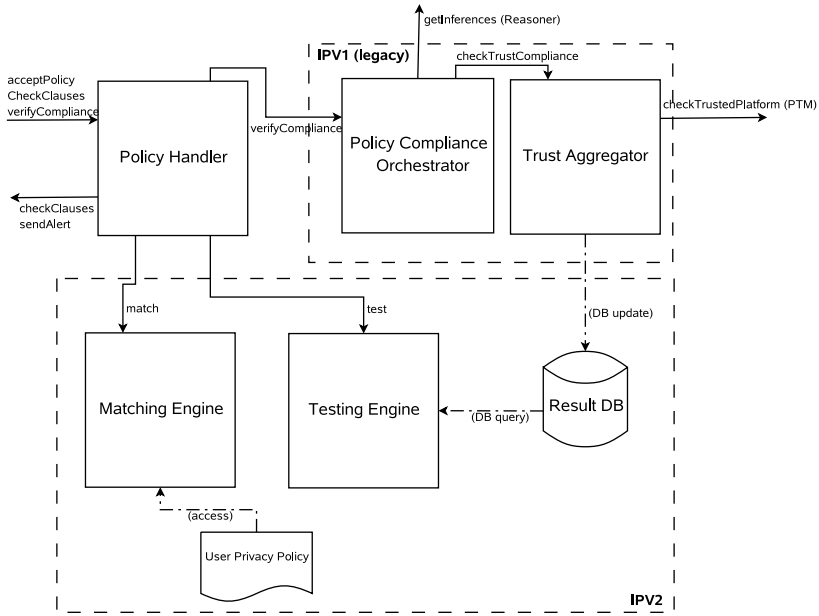 getInferences (Reasoner)
IPV1 (legacy)
checkTrustCompliance
acceptPolicy
CheckClauses
verifyCompliance
checkTrustedPlatform (PTM)
verifyCompliance
Policy Handler
Policy Compliance
Orchestrator
Trust Aggregator
checkClauses
sendAlert
match
test
(DB update)
Matching Engine
Testing Engine
Result DB
(DB query)
(access)
User Privacy Policy
IPV2